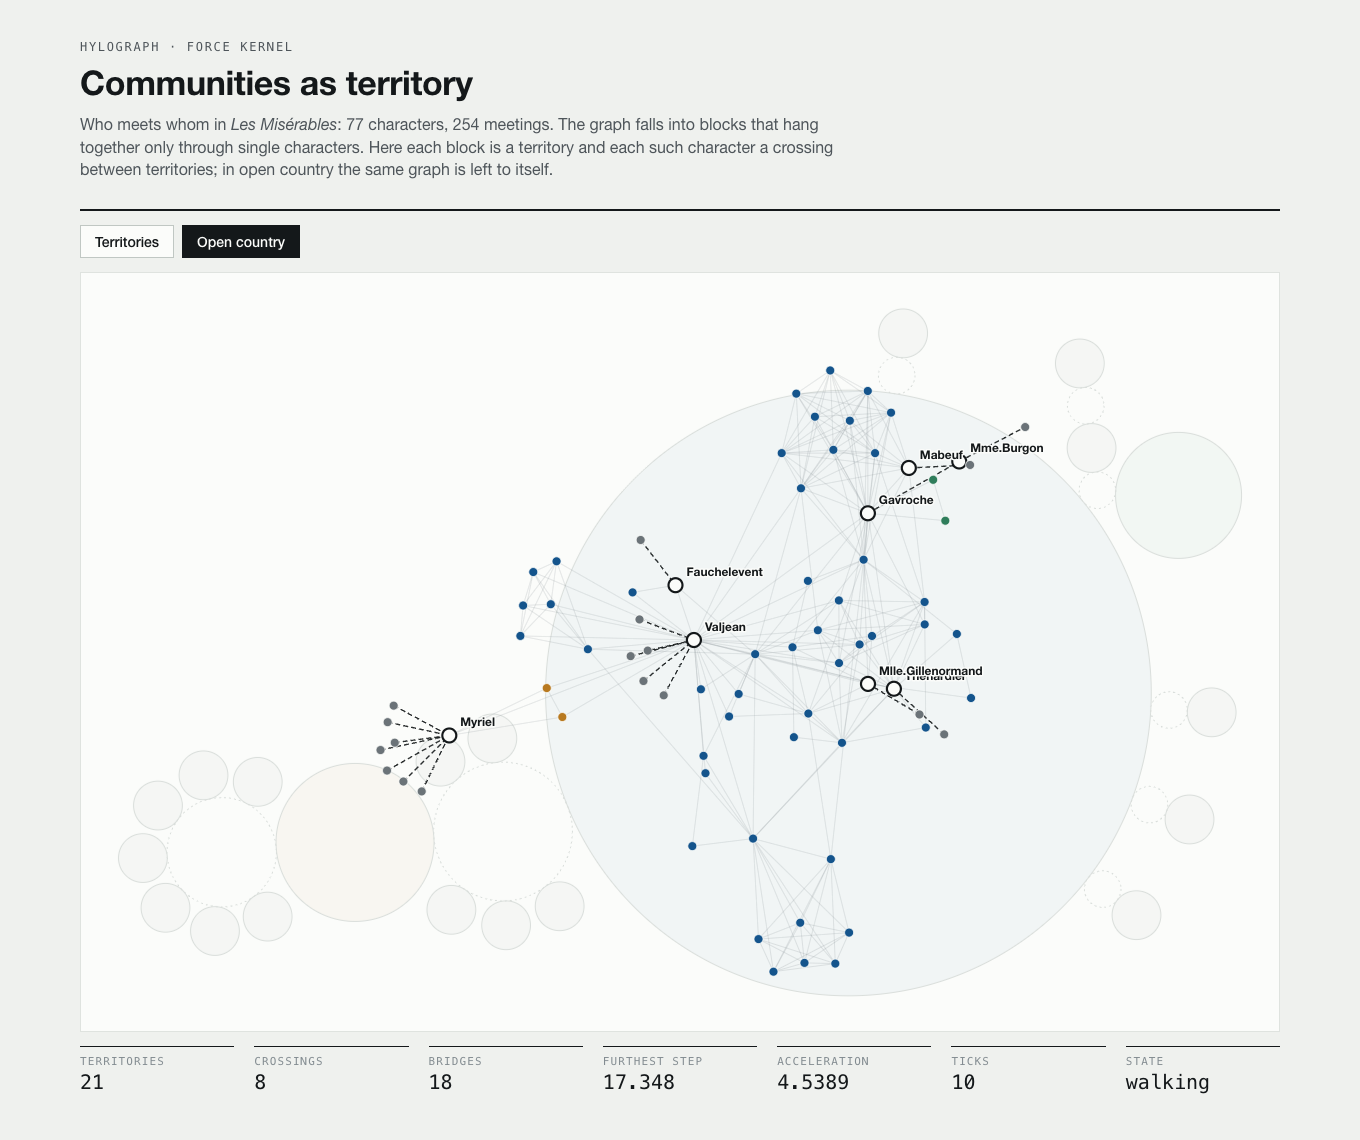 HYLOGRAPH · FORCE KERNEL
Communities as territory
Who meets whom in Les Misérables: 77 characters, 254 meetings. The graph falls into blocks that hang
together only through single characters. Here each block is a territory and each such character a crossing
between territories; in open country the same graph is left to itself.
Territories
Open country
Mabeuf
Mme.Burgon
Gavroche
Fauchelevent
Valjean
Mlle.Gillenormand
Myriel
TERRITORIES
21
CROSSINGS
8
BRIDGES
18
FURTHEST STEP
17.348
ACCELERATION
4.5389
TICKS
10
STATE
walking